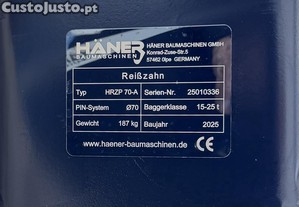 CustoJusto.pt
HÄNER
BAUMASCHINEN
HÄNER BAUMASCHINEN GMBH
Konrad-Zuse-Str.5
57462 Olpe GERMANY
Reißzahn
Typ HRZP 70-A Serien-Nr. 25010336
PIN-System Ø70 Baggerklasse 15-25 t
Gewicht 187 kg Baujahr 2025
www.haener-baumaschinen.de